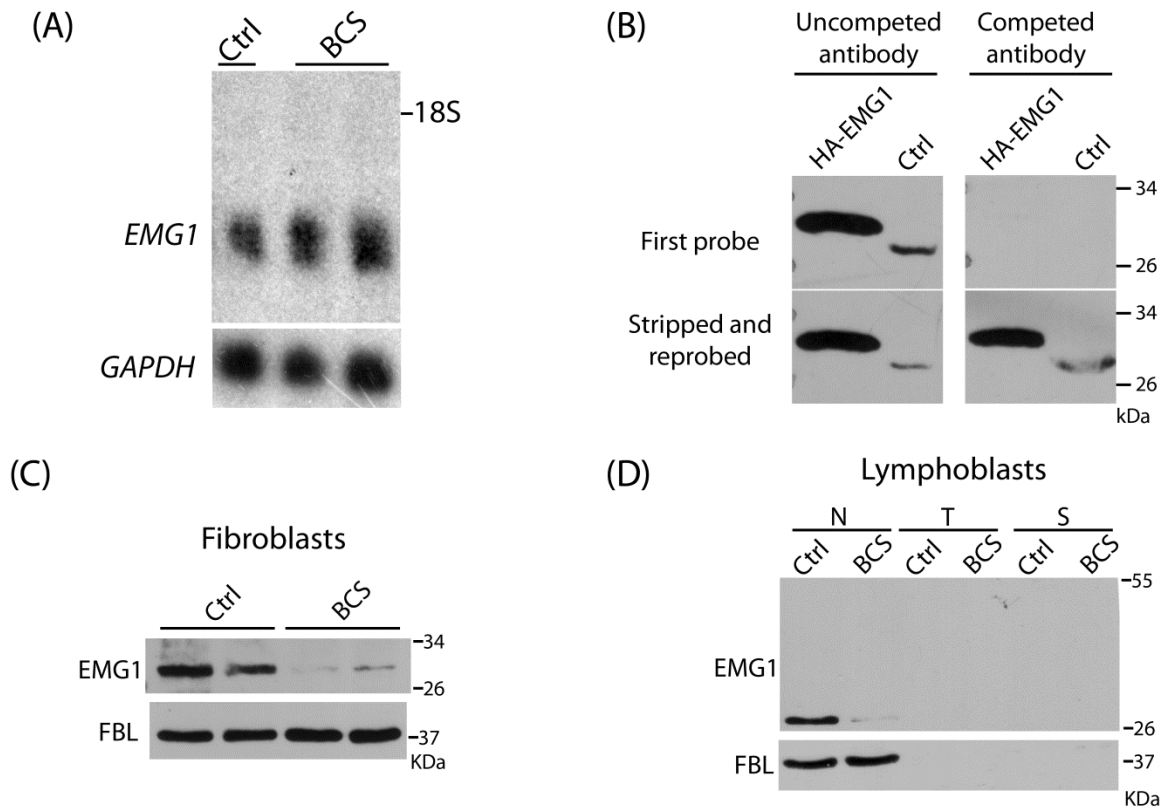 (A)
Ctrl BCS
-18S
EMG1
GAPDH
(B)
Uncompeted antibody
Competed antibody
HA-EMG1 Ctrl HA-EMG1 Ctrl
First probe
34
26
Stripped and reprobed
34
26
kDa
(C)
Fibroblasts
Ctrl BCS
EMG1
34
26
FBL
37
KDa
(D)
Lymphoblasts
N T S
Ctrl BCS Ctrl BCS Ctrl BCS
55
EMG1
26
FBL
37
KDa